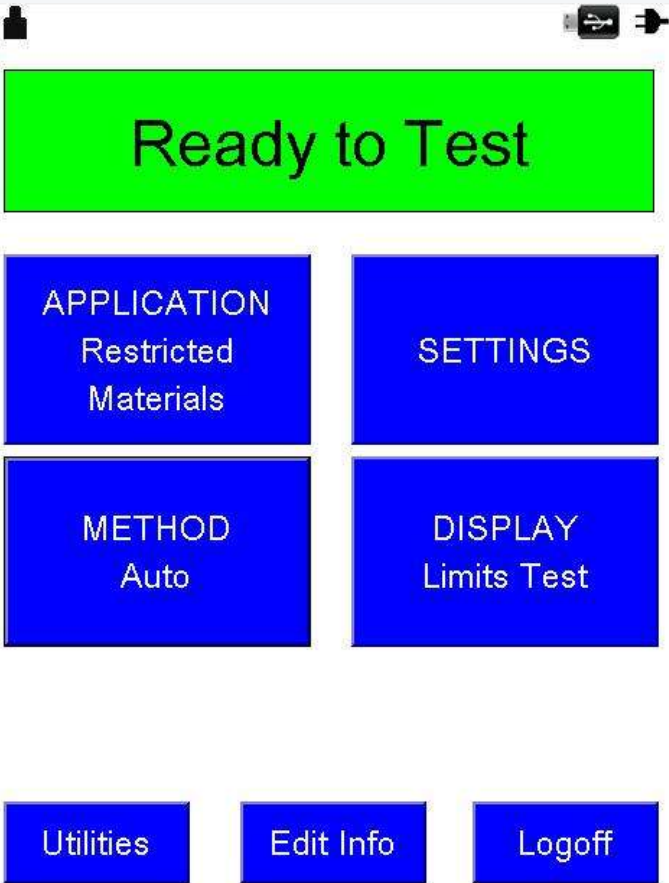 Ready to Test
APPLICATION
Restricted
Materials
SETTINGS
METHOD
Auto
DISPLAY
Limits Test
Utilities
Edit Info
Logoff